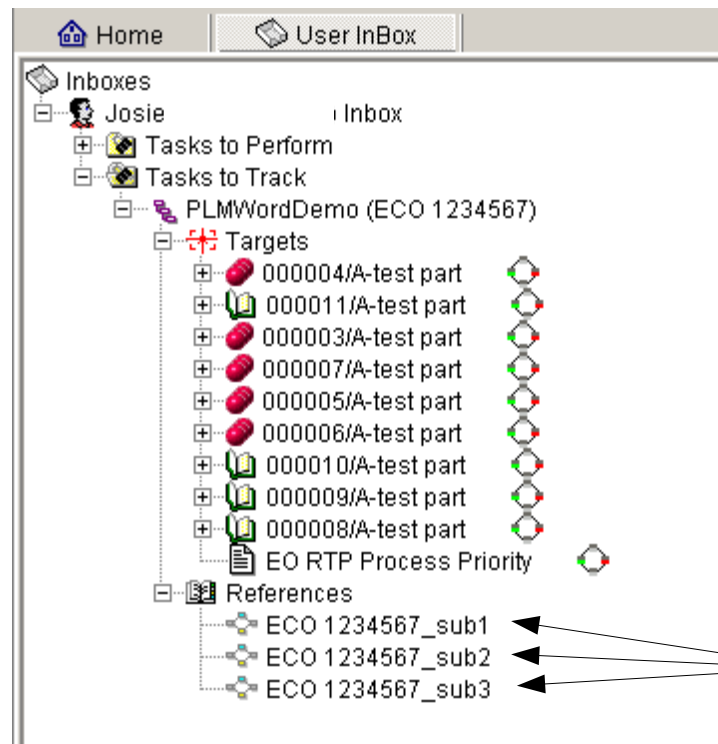 Home User InBox
Inboxes
Josie Inbox
Tasks to Perform
Tasks to Track
PLMWordDemo (ECO 1234567)
Targets
000004/A-test part
000011/A-test part
000003/A-test part
000007/A-test part
000005/A-test part
000006/A-test part
000010/A-test part
000009/A-test part
000008/A-test part
EO RTP Process Priority
References
ECO 1234567_sub1
ECO 1234567_sub2
ECO 1234567_sub3